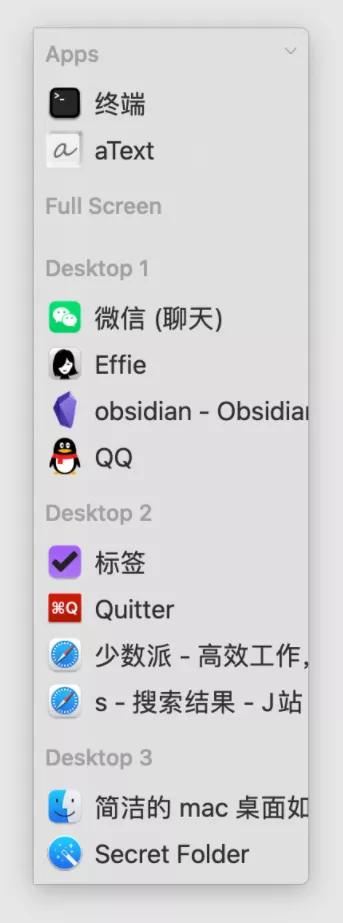 Apps
终端
aText
Full Screen
Desktop 1
微信 (聊天)
Effie
obsidian - Obsidian
QQ
Desktop 2
标签
⌘Q Quitter
少数派 - 高效工作,
s - 搜索结果 - J站
Desktop 3
简洁的 mac 桌面如
Secret Folder